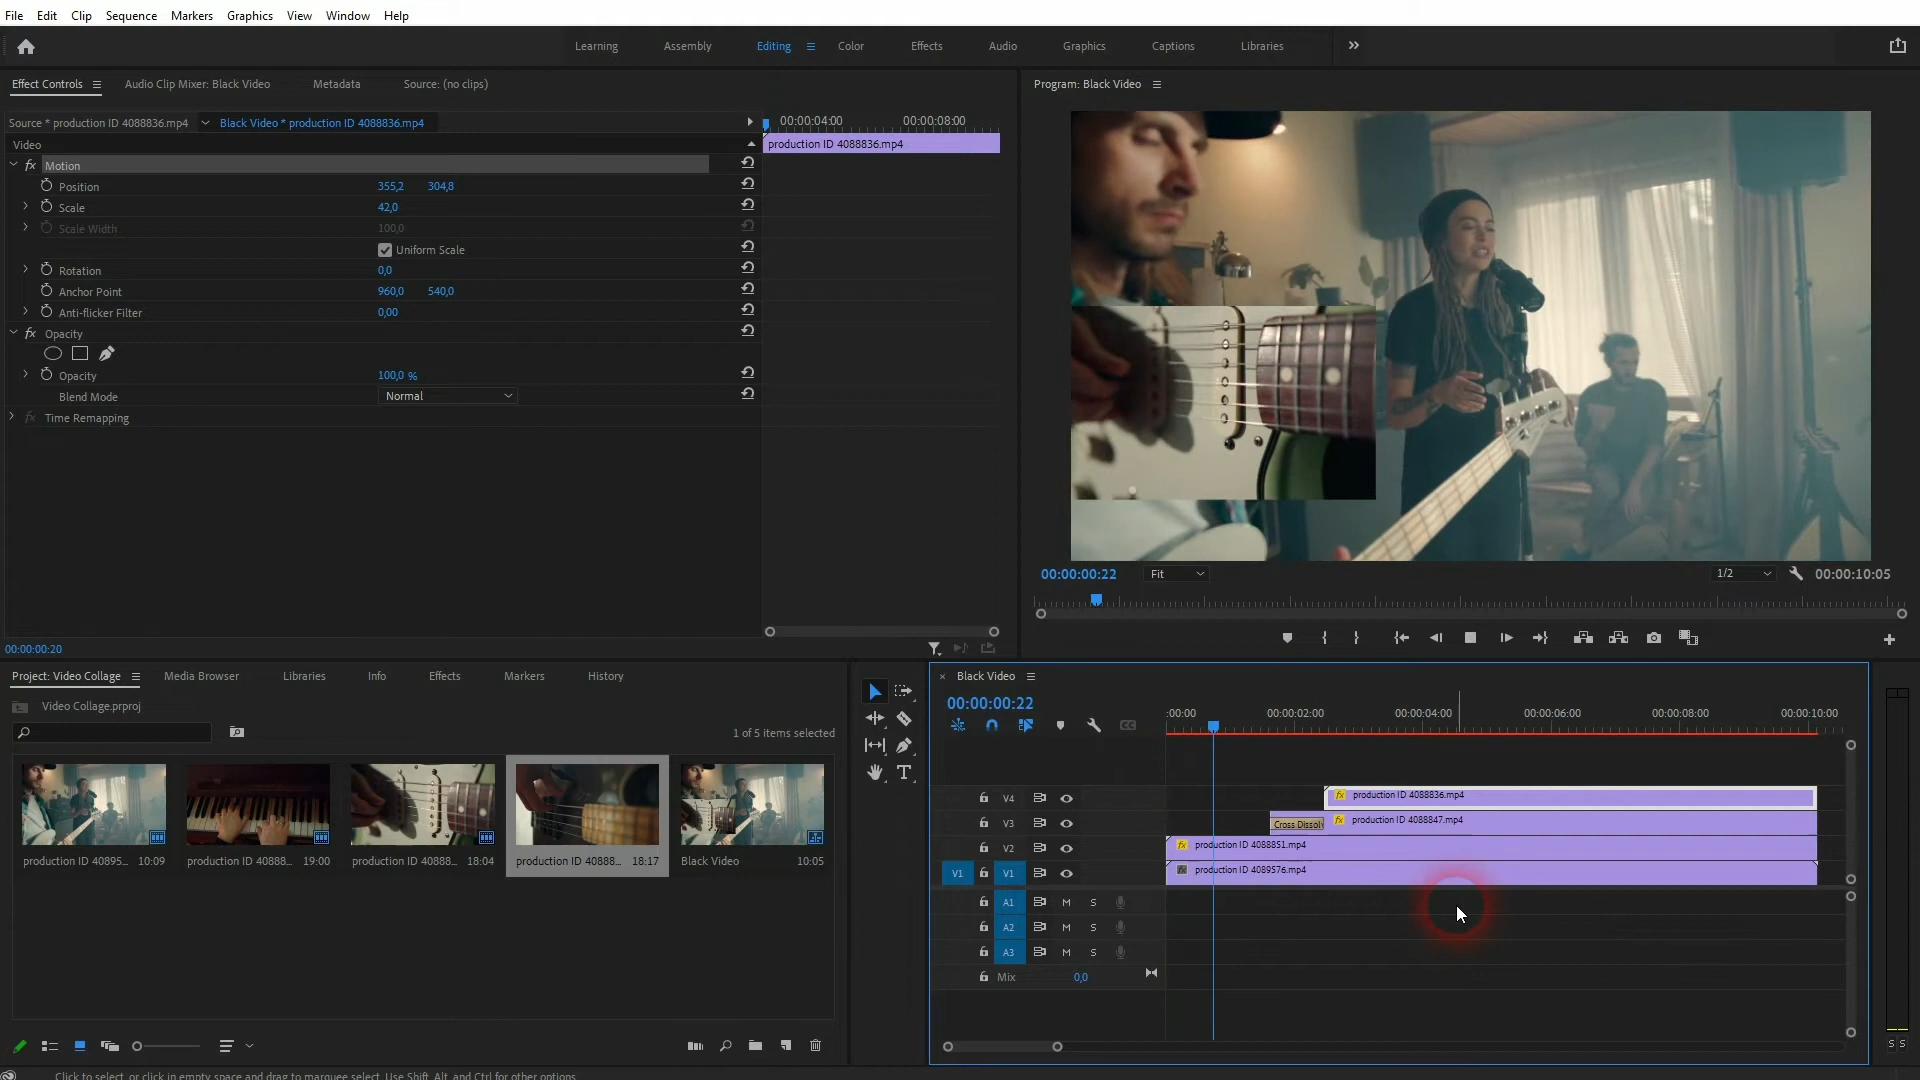 File Edit Clip Sequence Markers Graphics View Window Help
Learning Assembly Editing Color Effects Audio Graphics Captions Libraries
Effect Controls Audio Clip Mixer: Black Video Metadata Source: (no clips)
Program: Black Video
Source * production ID 4088836.mp4 Black Video * production ID 4088836.mp4
00:00:04:00 00:00:08:00
Video
production ID 4088836.mp4
fx Motion
Position 355,2 304,8
Scale 42,0
Scale Width 100,0
Uniform Scale
Rotation 0,0
Anchor Point 960,0 540,0
Anti-flicker Filter 0,00
fx Opacity
Opacity 100,0 %
Blend Mode Normal
fx Time Remapping
00:00:00:20
00:00:00:22 Fit 1/2 00:00:10:05
Project: Video Collage Media Browser Libraries Info Effects Markers History
Video Collage.prproj
1 of 5 items selected
production ID 40895... 10:09
production ID 40888... 19:00
production ID 40888... 18:04
production ID 40888... 18:17
Black Video 10:05
× Black Video
00:00:00:22
:00:00 00:00:02:00 00:00:04:00 00:00:06:00 00:00:08:00 00:00:10:00
V4 fx production ID 4088836.mp4
V3 Cross Dissolv fx production ID 4088847.mp4
V2 fx production ID 4088851.mp4
V1 V1 fx production ID 4089576.mp4
A1 M S
A2 M S
A3 M S
Mix 0,0
S S
Click to select, or click in empty space and drag to marquee select. Use Shift, Alt, and Ctrl for other options.